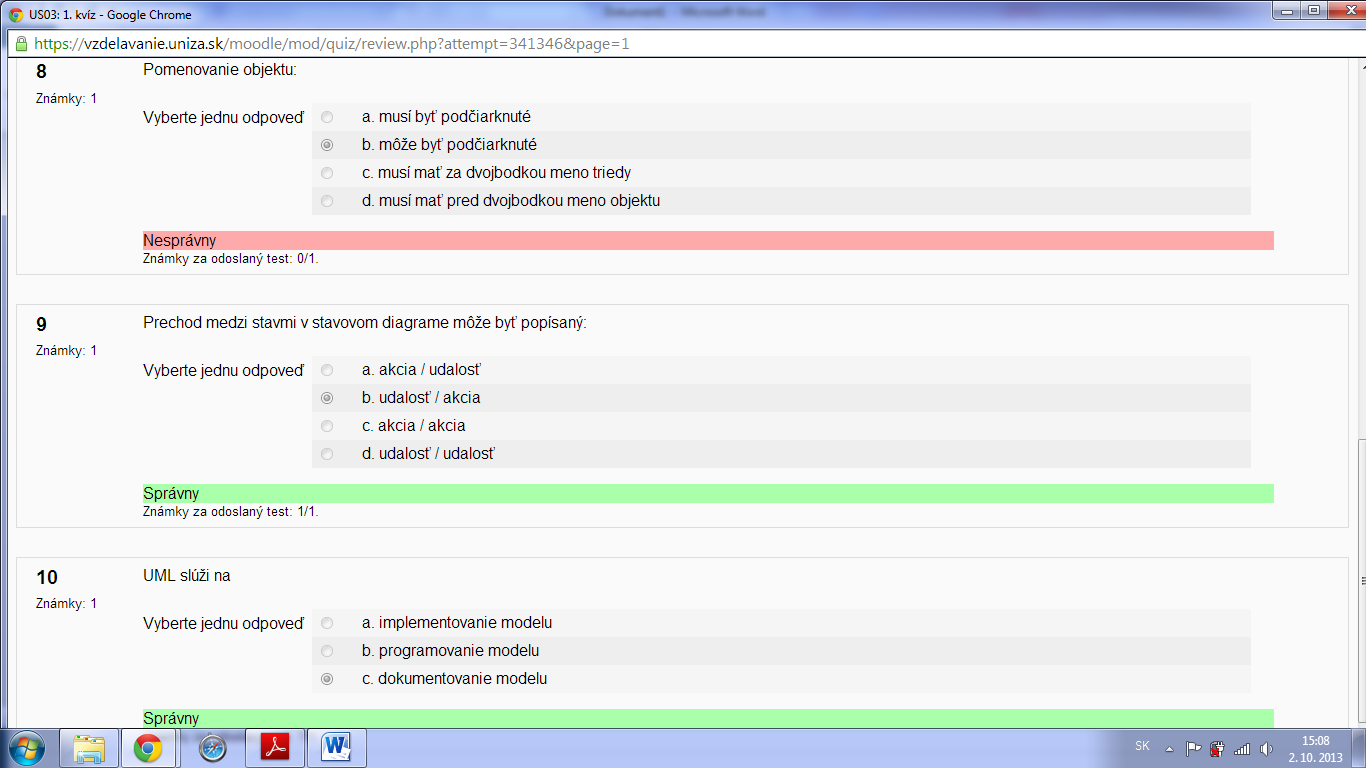 US03: 1. kvíz - Google Chrome
https://vzdelavanie.uniza.sk/moodle/mod/quiz/review.php?attempt=341346&page=1
8
Známky: 1
Pomenovanie objektu:
Vyberte jednu odpoveď
a. musí byť podčiarknuté
b. môže byť podčiarknuté
c. musí mať za dvojbodkou meno triedy
d. musí mať pred dvojbodkou meno objektu
Nesprávny
Známky za odoslaný test: 0/1.
9
Známky: 1
Prechod medzi stavmi v stavovom diagrame môže byť popísaný:
Vyberte jednu odpoveď
a. akcia / udalosť
b. udalosť / akcia
c. akcia / akcia
d. udalosť / udalosť
Správny
Známky za odoslaný test: 1/1.
10
Známky: 1
UML slúži na
Vyberte jednu odpoveď
a. implementovanie modelu
b. programovanie modelu
c. dokumentovanie modelu
Správny
SK
15:08
2. 10. 2013